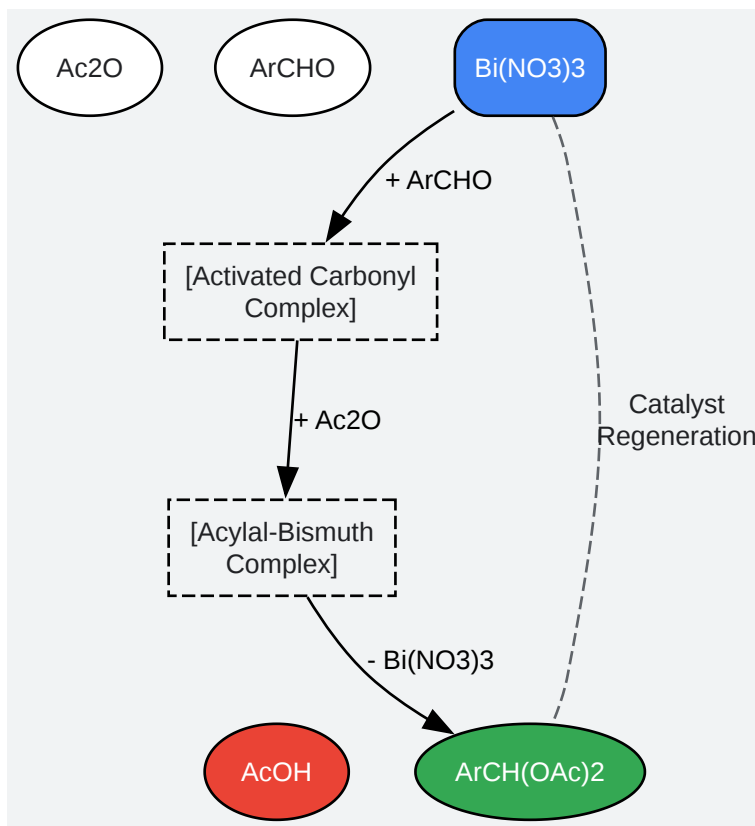 Ac2O
ArCHO
Bi(NO3)3
+ ArCHO
[Activated Carbonyl
Complex]
+ Ac2O
Catalyst
Regeneration
[Acylal-Bismuth
Complex]
- Bi(NO3)3
AcOH
ArCH(OAc)2